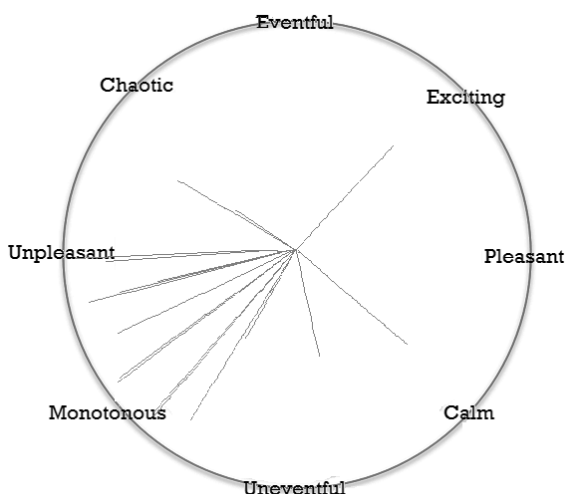 Eventful
Chaotic
Exciting
Unpleasant
Pleasant
Monotonous
Calm
Uneventful